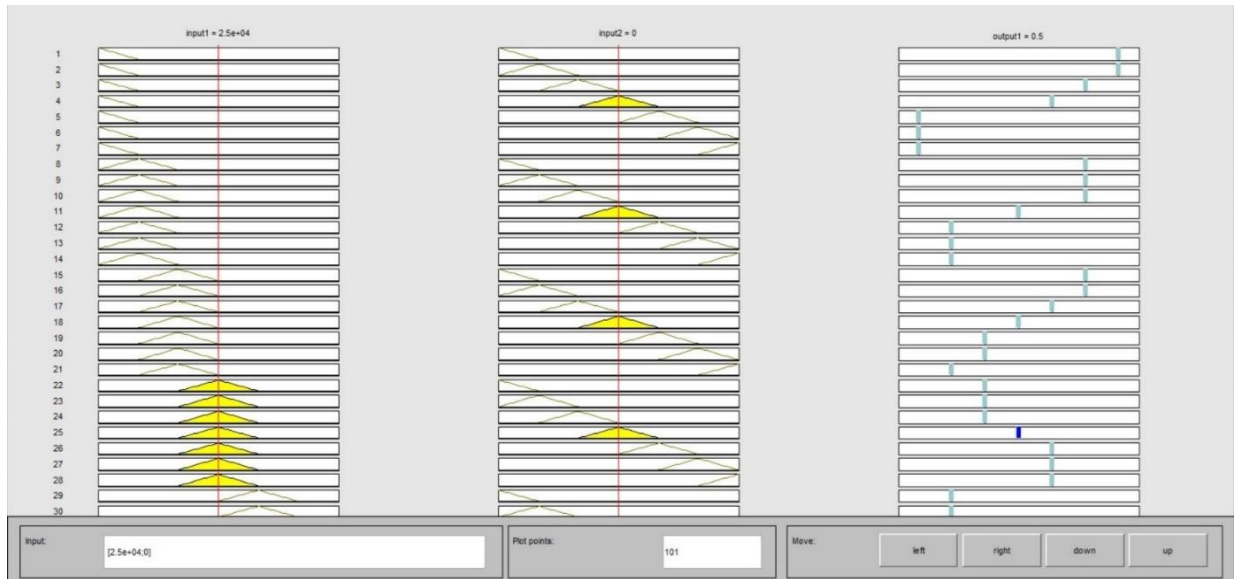 input1 = 2.5e+04
input2 = 0
output1 = 0.5
1
2
3
4
5
6
7
8
9
10
11
12
13
14
15
16
17
18
19
20
21
22
23
24
25
26
27
28
29
30
Input:
[2.5e+04;0]
Plot points:
101
Move:
left
right
down
up